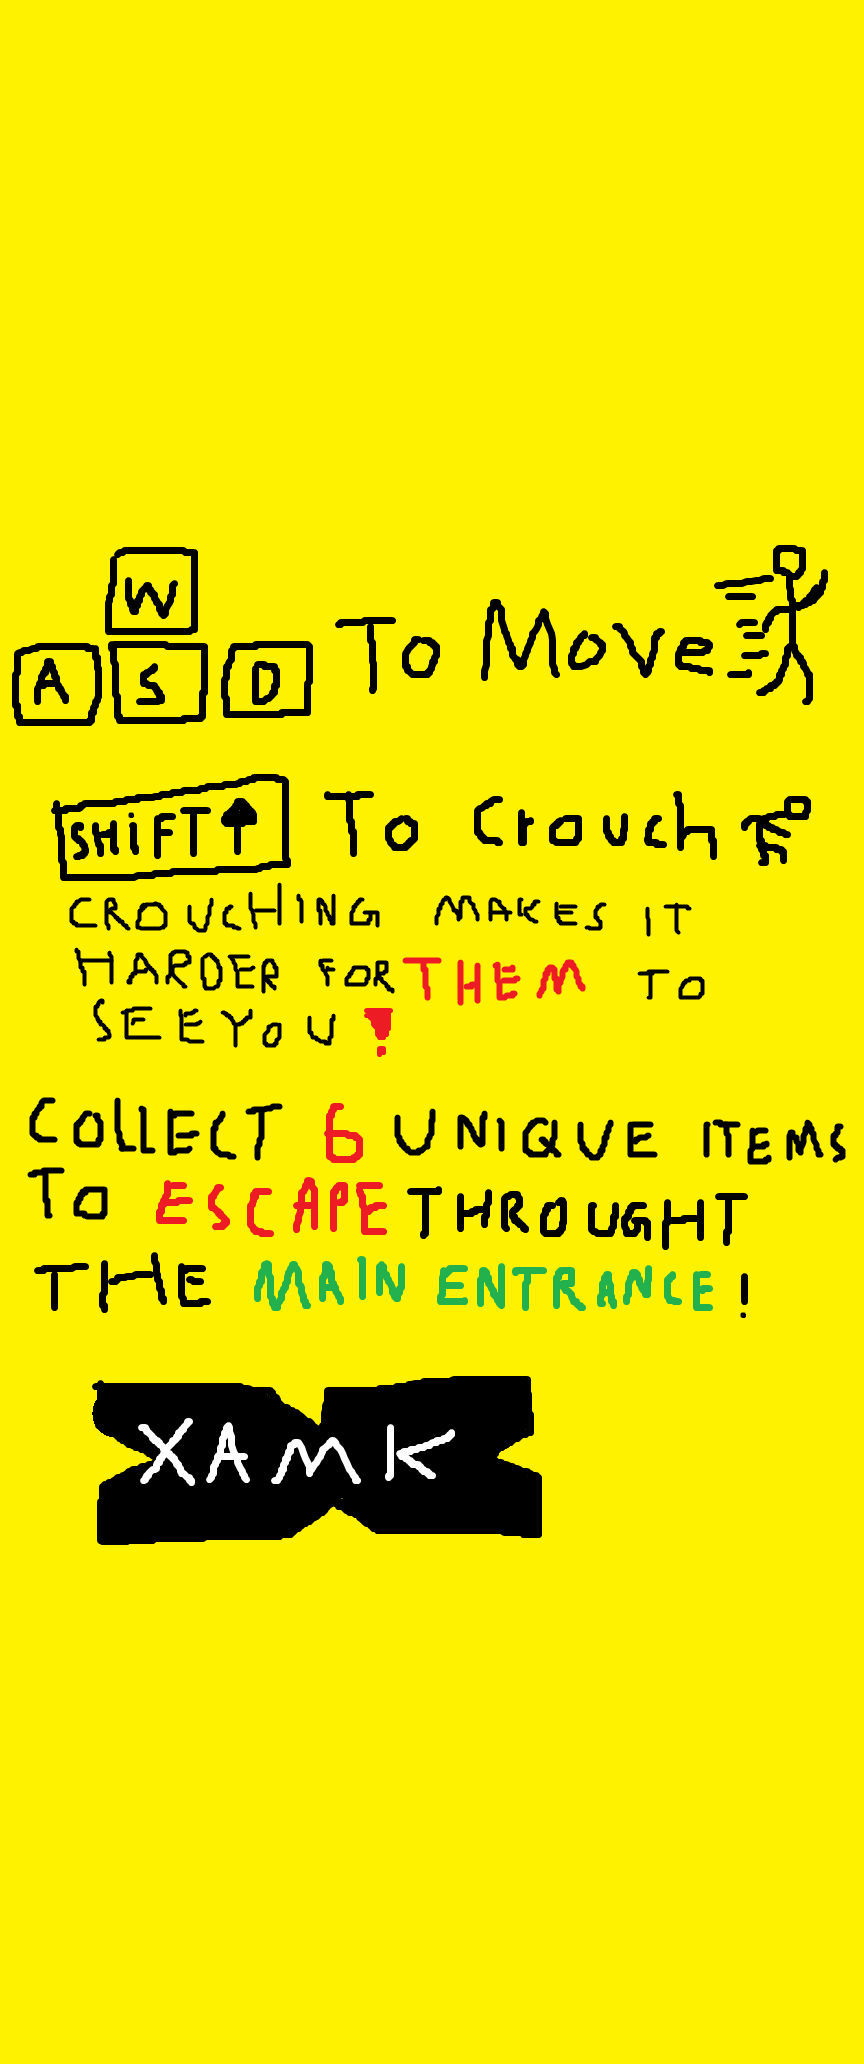 W
A S D To Move
SHiFT To Crouch
CROUCHING MAKES IT
HARDER FOR THEM TO
SEE YOU !
COLLECT 6 UNIQUE ITEMS
TO ESCAPE THROUGHT
THE MAIN ENTRANCE!
XAMK